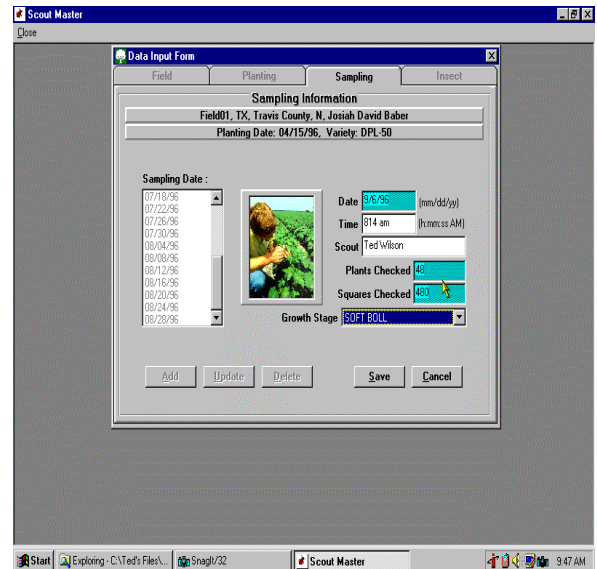 Scout Master
Close
Data Input Form
Field Planting Sampling Insect
Sampling Information
Field01, TX, Travis County, N, Josiah David Baber
Planting Date: 04/15/96, Variety: DPL-50
Sampling Date :
07/18/96
07/22/96
07/26/96
07/30/96
08/04/96
08/08/96
08/12/96
08/16/96
08/20/96
08/24/96
08/28/96
Date 9/6/96 (mm/dd/yy)
Time 814 am (h:mm:ss AM)
Scout Ted Wilson
Plants Checked 48
Squares Checked 480
Growth Stage SOFT BOLL
Add Update Delete Save Cancel
Start Exploring - C:\Ted's Files\... SnagIt/32 Scout Master 9:47 AM